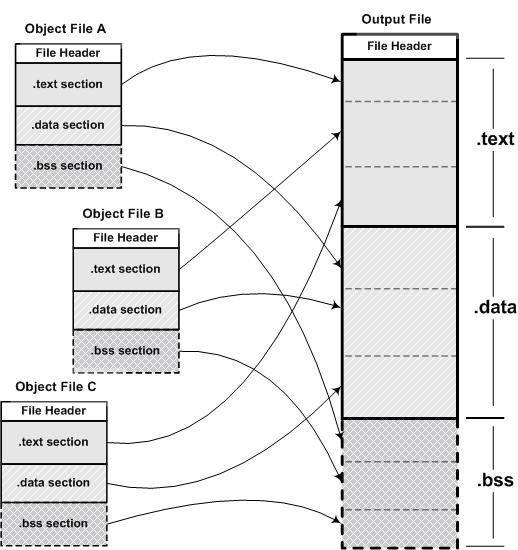 Object File A
File Header
.text section
.data section
.bss section
Object File B
File Header
.text section
.data section
.bss section
Object File C
File Header
.text section
.data section
.bss section
Output File
File Header
.text
.data
.bss